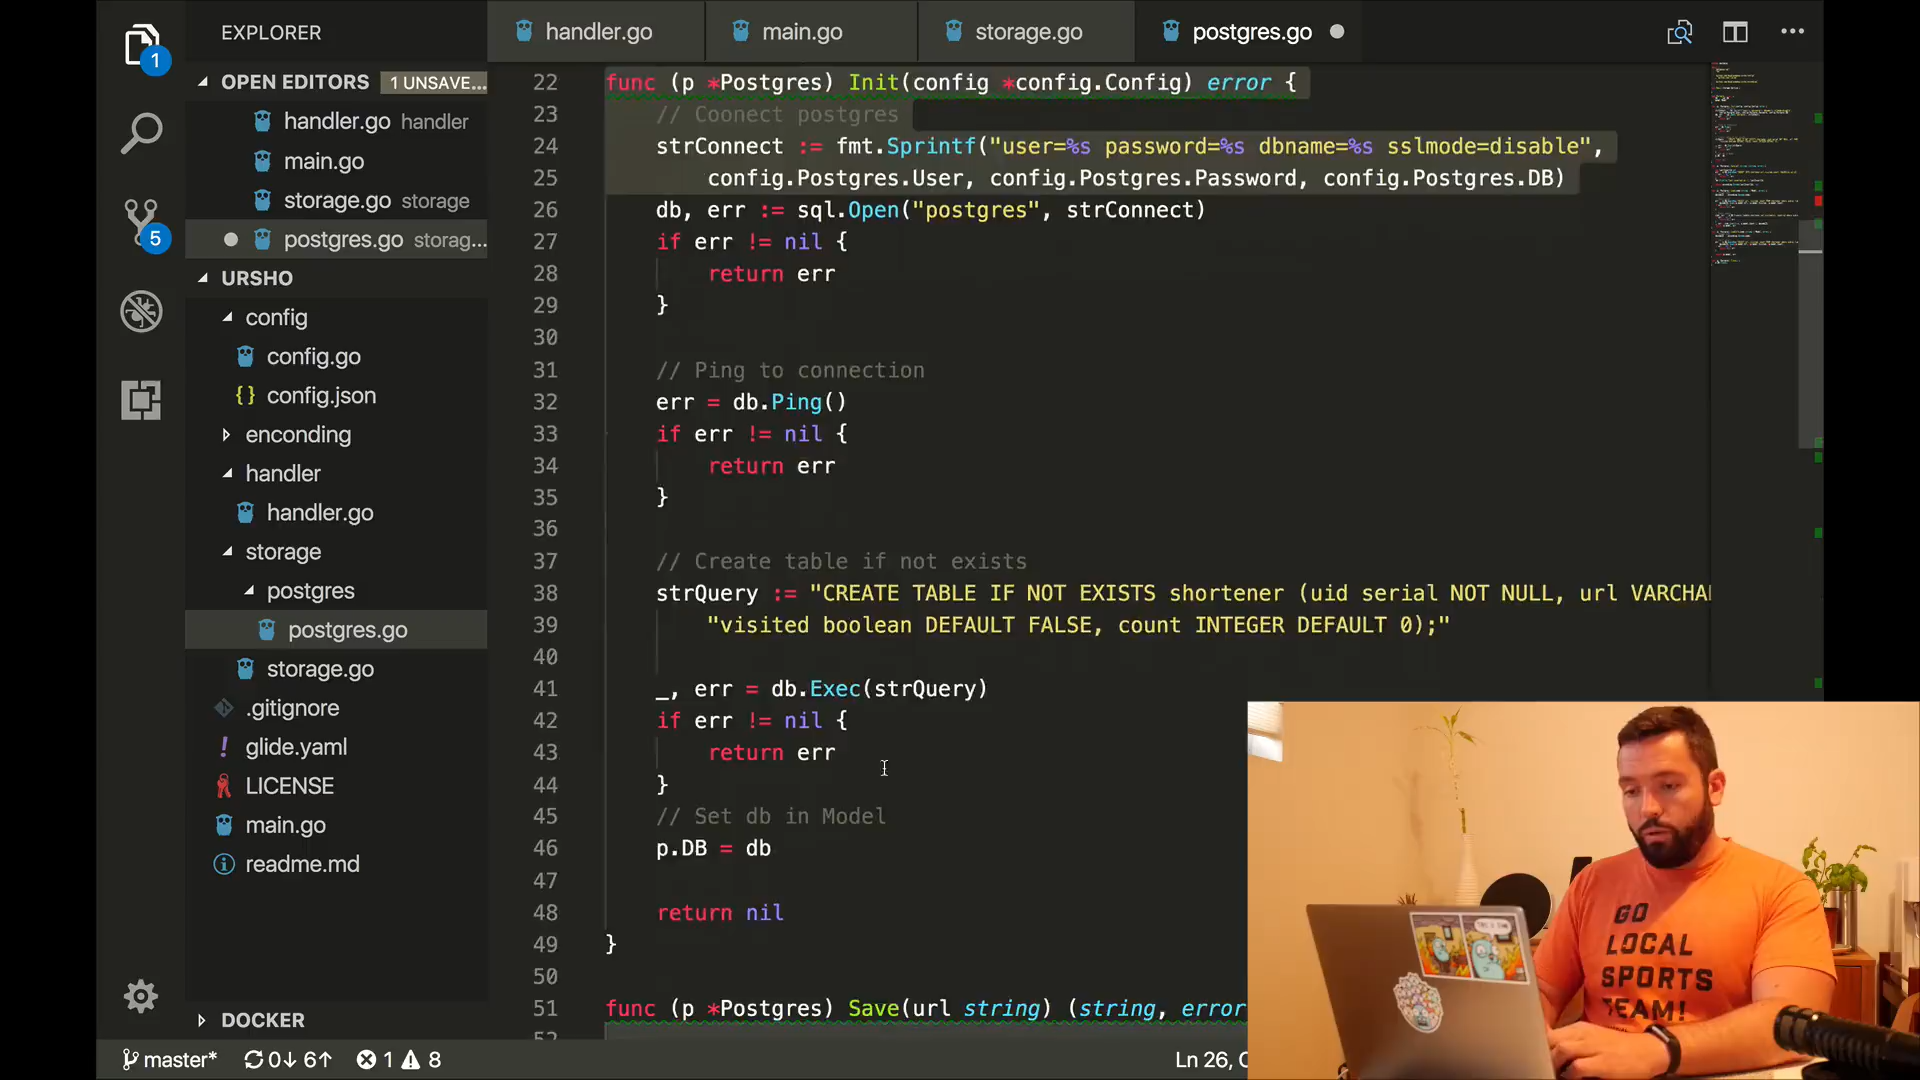 EXPLORER
handler.go
main.go
storage.go
postgres.go
OPEN EDITORS
1 UNSAVE...
handler.go handler
main.go
storage.go storage
postgres.go storag...
URSHO
config
config.go
config.json
enconding
handler
handler.go
storage
postgres
postgres.go
storage.go
.gitignore
glide.yaml
LICENSE
main.go
readme.md
DOCKER
1
5
22 func (p *Postgres) Init(config *config.Config) error {
23 // Coonect postgres
24 strConnect := fmt.Sprintf("user=%s password=%s dbname=%s sslmode=disable",
25 config.Postgres.User, config.Postgres.Password, config.Postgres.DB)
26 db, err := sql.Open("postgres", strConnect)
27 if err != nil {
28 return err
29 }
30
31 // Ping to connection
32 err = db.Ping()
33 if err != nil {
34 return err
35 }
36
37 // Create table if not exists
38 strQuery := "CREATE TABLE IF NOT EXISTS shortener (uid serial NOT NULL, url VARCHA
39 "visited boolean DEFAULT FALSE, count INTEGER DEFAULT 0);"
40
41 _, err = db.Exec(strQuery)
42 if err != nil {
43 return err
44 }
45 // Set db in Model
46 p.DB = db
47
48 return nil
49 }
50
51 func (p *Postgres) Save(url string) (string, error
52
master* 0↓ 6↑ 1 8
Ln 26, C
GO
LOCAL
SPORTS
TEAM!